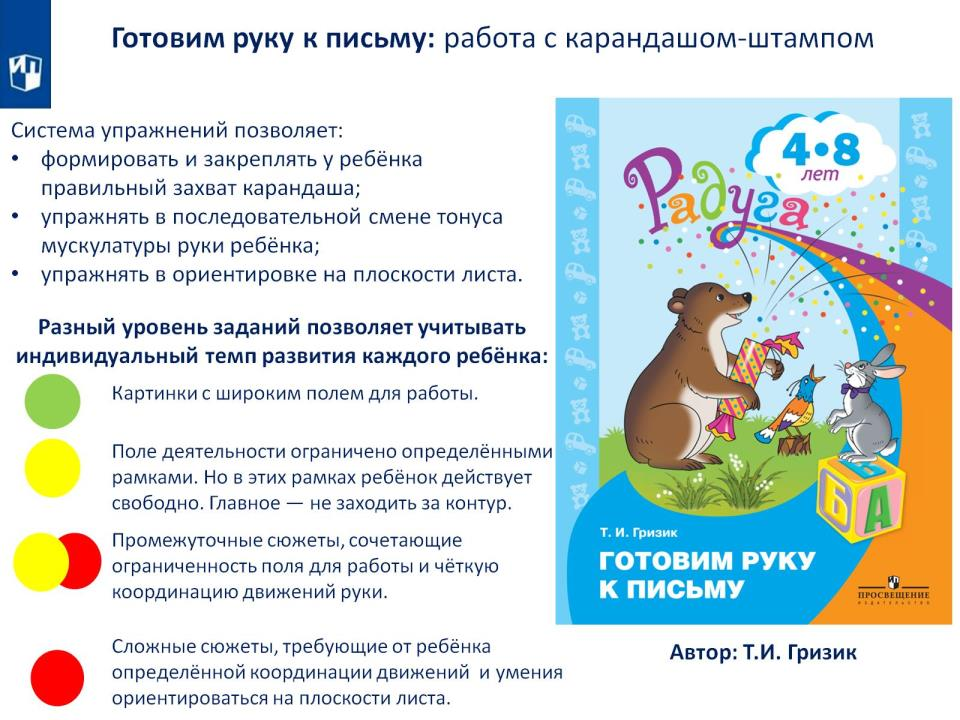 Готовим руку к письму: работа с карандашом-штампом
Система упражнений позволяет:
• формировать и закреплять у ребёнка
правильный захват карандаша;
• упражнять в последовательной смене тонуса
мускулатуры руки ребёнка;
• упражнять в ориентировке на плоскости листа.
Разный уровень заданий позволяет учитывать
индивидуальный темп развития каждого ребёнка:
Картинки с широким полем для работы.
Поле деятельности ограничено определёнными
рамками. Но в этих рамках ребёнок действует
свободно. Главное — не заходить за контур.
Промежуточные сюжеты, сочетающие
ограниченность поля для работы и чёткую
координацию движений руки.
Сложные сюжеты, требующие от ребёнка
определённой координации движений и умения
ориентироваться на плоскости листа.
4•8
лет
Радуга
Б А
Т. И. Гризик
ГОТОВИМ РУКУ
К ПИСЬМУ
ПРОСВЕЩЕНИЕ
ИЗДАТЕЛЬСТВО
Автор: Т.И. Гризик